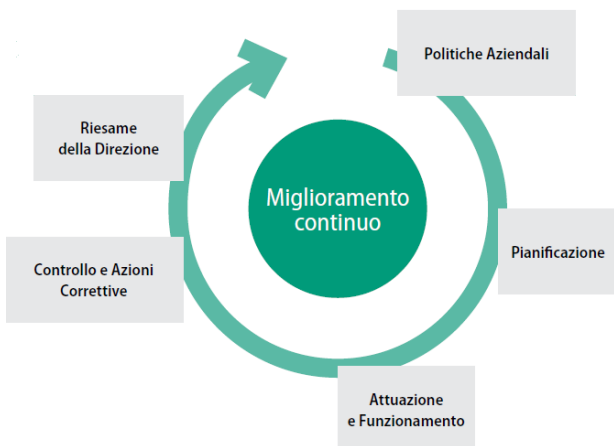 Politiche Aziendali
Riesame
della Direzione
Miglioramento
continuo
Pianificazione
Controllo e Azioni
Correttive
Attuazione
e Funzionamento